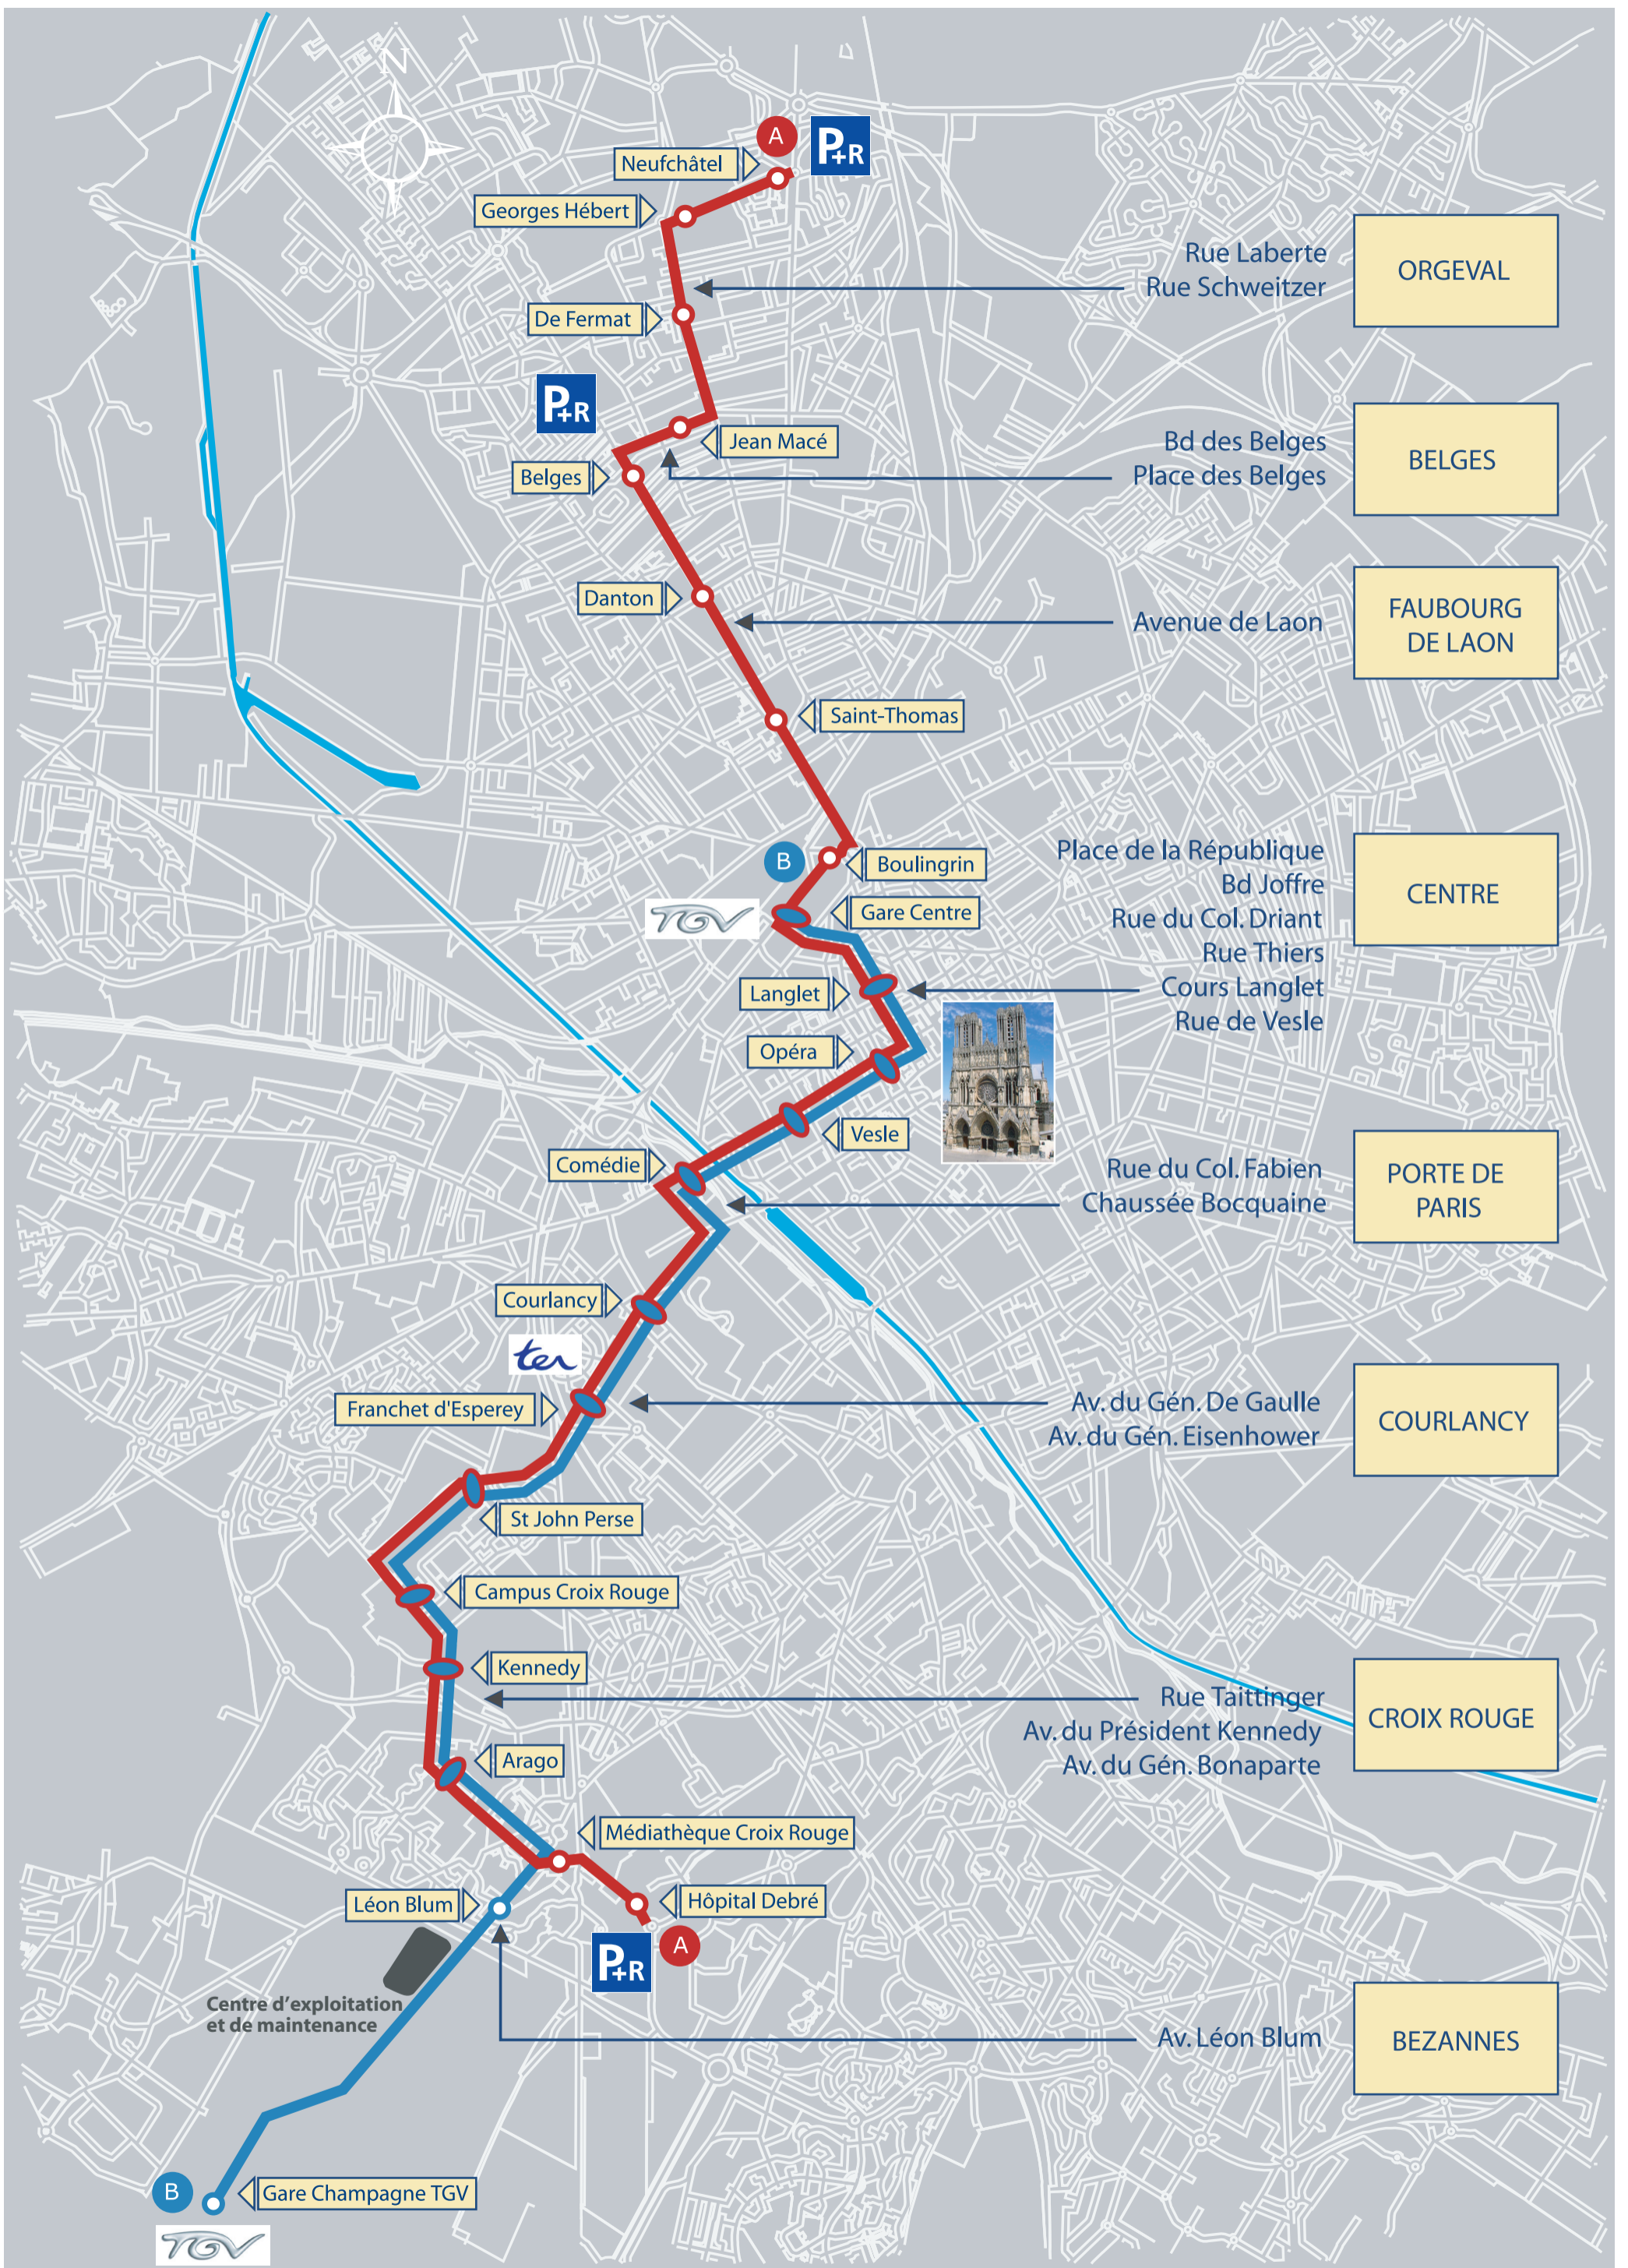 N
A
P+R
Neufchâtel
Georges Hébert
Rue Laberte
Rue Schweitzer
ORGEVAL
De Fermat
P+R
Jean Macé
Belges
Bd des Belges
Place des Belges
BELGES
Danton
Avenue de Laon
FAUBOURG
DE LAON
Saint-Thomas
B
Boulingrin
TGV
Gare Centre
Langlet
Opéra
Place de la République
Bd Joffre
Rue du Col. Driant
Rue Thiers
Cours Langlet
Rue de Vesle
CENTRE
Vesle
Comédie
Rue du Col. Fabien
Chaussée Bocquaine
PORTE DE
PARIS
Courlancy
ter
Franchet d'Esperey
Av. du Gén. De Gaulle
Av. du Gén. Eisenhower
COURLANCY
St John Perse
Campus Croix Rouge
Kennedy
Rue Taittinger
Av. du Président Kennedy
Av. du Gén. Bonaparte
CROIX ROUGE
Arago
Médiathèque Croix Rouge
Léon Blum
Hôpital Debré
P+R
A
Centre d'exploitation
et de maintenance
Av. Léon Blum
BEZANNES
B
Gare Champagne TGV
TGV